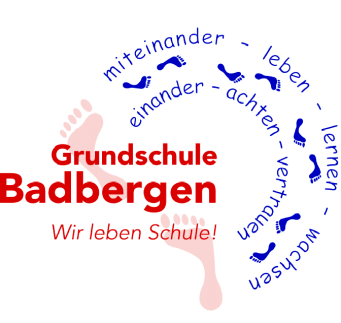 miteinander - leben - lernen - wachsen
einander - achten - vertrauen
Grundschule
Badbergen
Wir leben Schule!